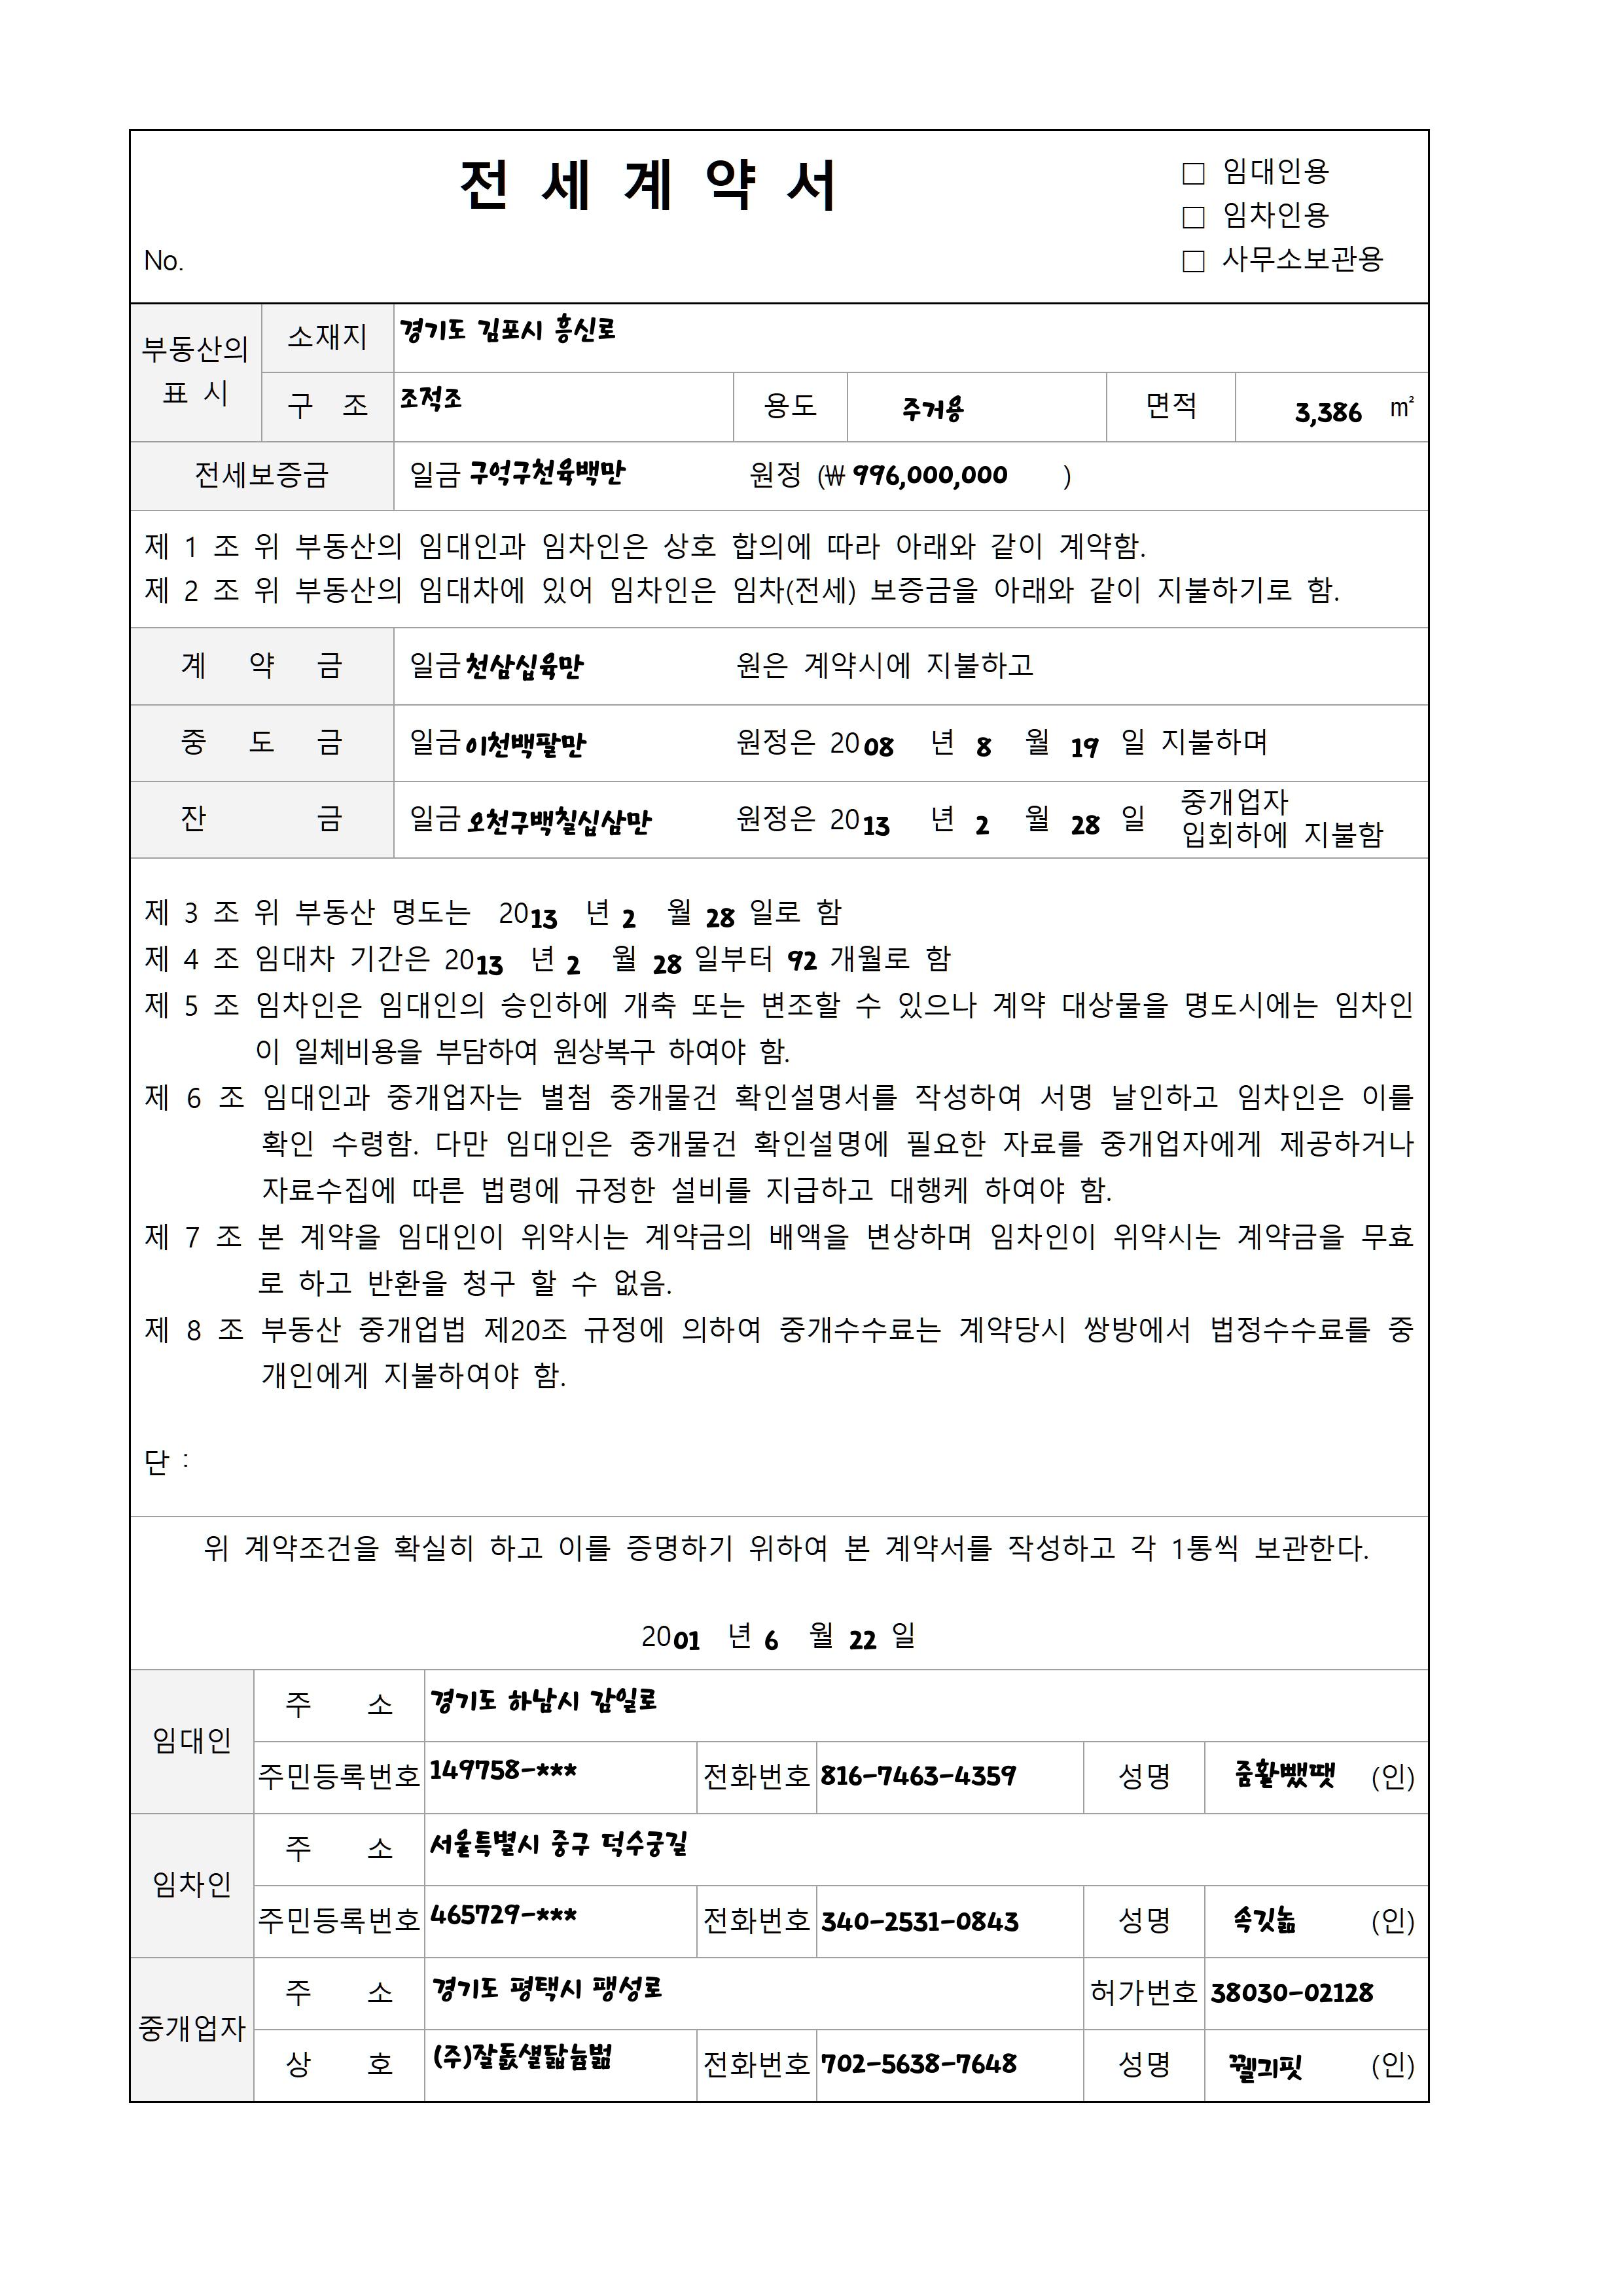 전 세 계 약 서
□ 임대인용
□ 임차인용
□ 사무소보관용
No.
부동산의 표 시
소재지 경기도 김포시 흥신로
구 조 조적조 용도 주거용 면적 3,386 ㎡
전세보증금 일금 구억구천육백만 원정 (₩ 996,000,000 )
제 1 조 위 부동산의 임대인과 임차인은 상호 합의에 따라 아래와 같이 계약함.
제 2 조 위 부동산의 임대차에 있어 임차인은 임차(전세) 보증금을 아래와 같이 지불하기로 함.
계 약 금 일금 천삼십육만 원은 계약시에 지불하고
중 도 금 일금 이천백팔만 원정은 2008 년 8 월 19 일 지불하며
잔 금 일금 오천구백칠십삼만 원정은 2013 년 2 월 28 일 중개업자
입회하에 지불함
제 3 조 위 부동산 명도는 2013 년 2 월 28 일로 함
제 4 조 임대차 기간은 2013 년 2 월 28 일부터 92 개월로 함
제 5 조 임차인은 임대인의 승인하에 개축 또는 변조할 수 있으나 계약 대상물을 명도시에는 임차인
이 일체비용을 부담하여 원상복구 하여야 함.
제 6 조 임대인과 중개업자는 별첨 중개물건 확인설명서를 작성하여 서명 날인하고 임차인은 이를
확인 수령함. 다만 임대인은 중개물건 확인설명에 필요한 자료를 중개업자에게 제공하거나
자료수집에 따른 법령에 규정한 설비를 지급하고 대행케 하여야 함.
제 7 조 본 계약을 임대인이 위약시는 계약금의 배액을 변상하며 임차인이 위약시는 계약금을 무효
로 하고 반환을 청구 할 수 없음.
제 8 조 부동산 중개업법 제20조 규정에 의하여 중개수수료는 계약당시 쌍방에서 법정수수료를 중
개인에게 지불하여야 함.
단 :
위 계약조건을 확실히 하고 이를 증명하기 위하여 본 계약서를 작성하고 각 1통씩 보관한다.
2001 년 6 월 22 일
임대인
주 소 경기도 하남시 감일로
주민등록번호 149758-*** 전화번호 816-7463-4359 성명 (인)
임차인
주 소 서울특별시 중구 덕수궁길
주민등록번호 465729-*** 전화번호 340-2531-0843 성명 (인)
중개업자
주 소 경기도 평택시 팽성로 허가번호 38030-02128
상 호 전화번호 702-5638-7648 성명 (인)